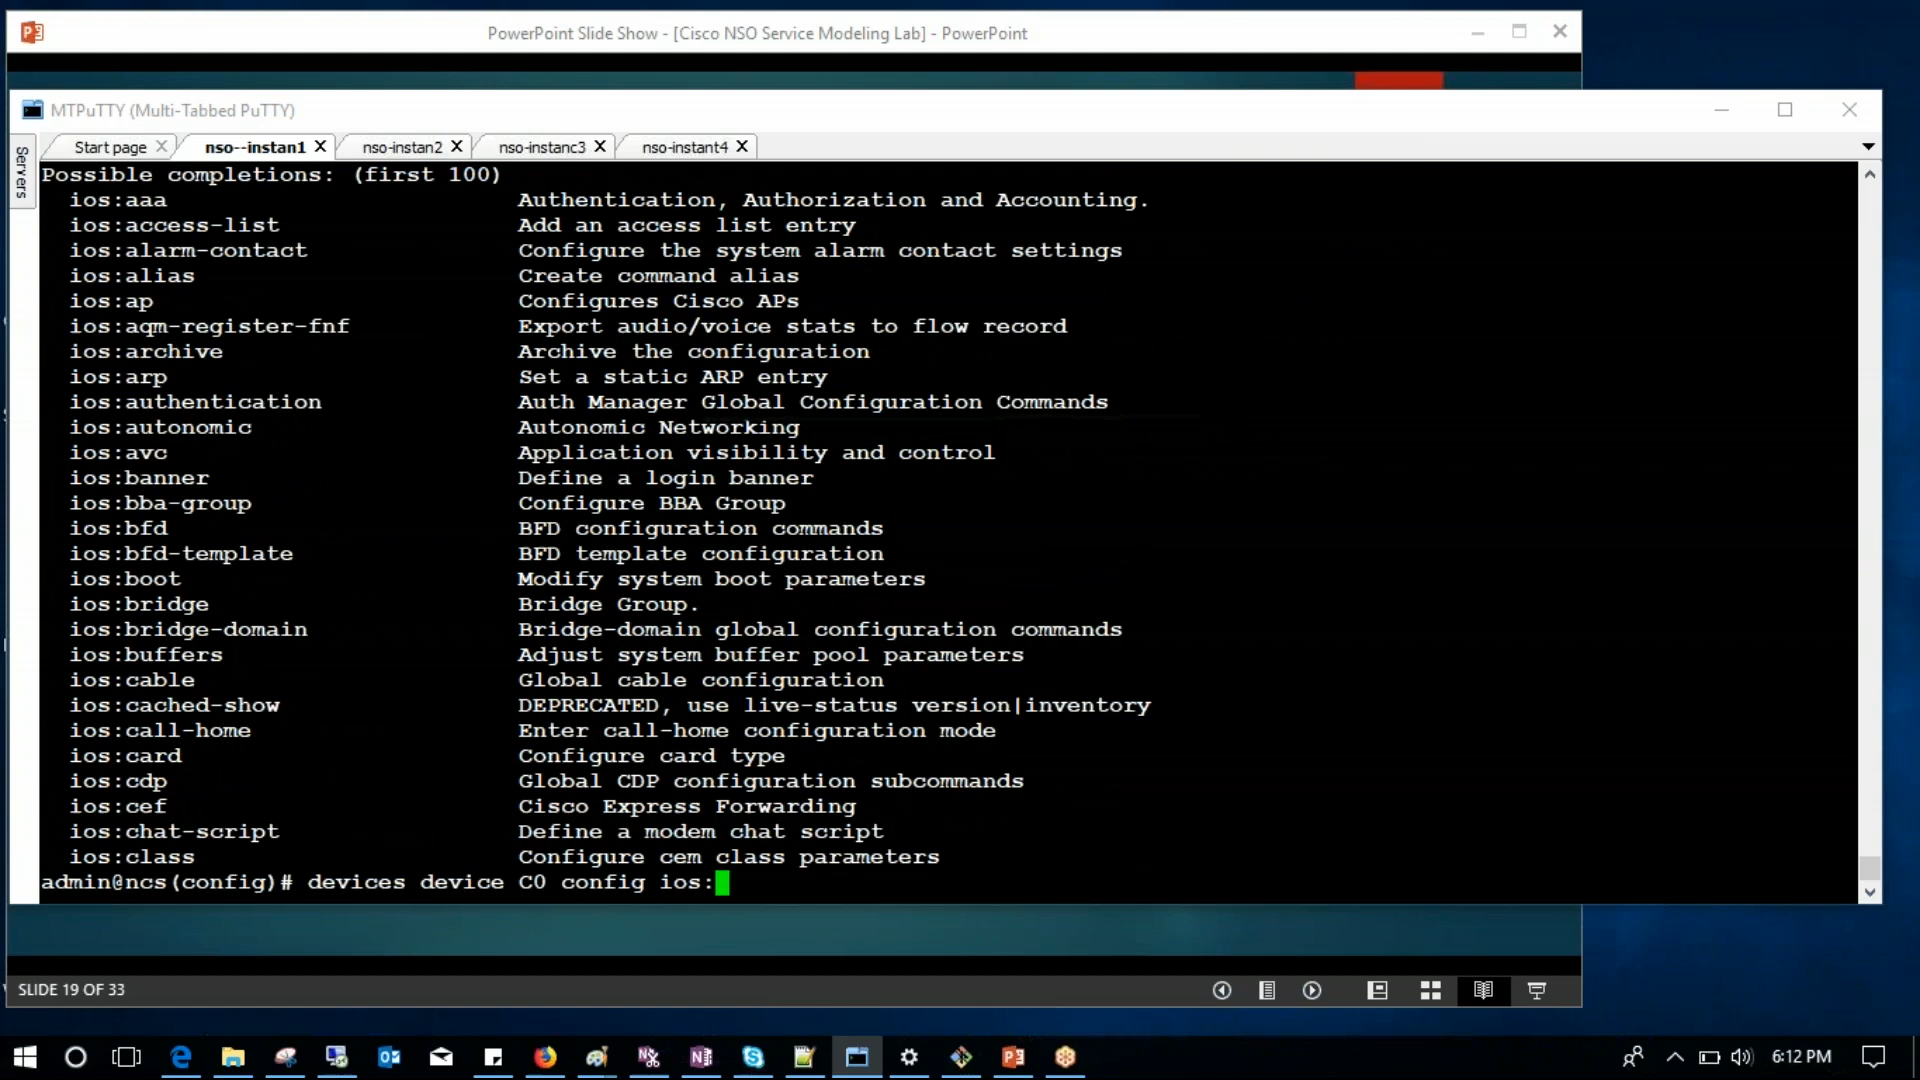 PowerPoint Slide Show - [Cisco NSO Service Modeling Lab] - PowerPoint
MTPuTTY (Multi-Tabbed PuTTY)
Servers
Start page
nso--instan1
nso-instan2
nso-instanc3
nso-instant4
Possible completions: (first 100)
ios:aaa Authentication, Authorization and Accounting.
ios:access-list Add an access list entry
ios:alarm-contact Configure the system alarm contact settings
ios:alias Create command alias
ios:ap Configures Cisco APs
ios:aqm-register-fnf Export audio/voice stats to flow record
ios:archive Archive the configuration
ios:arp Set a static ARP entry
ios:authentication Auth Manager Global Configuration Commands
ios:autonomic Autonomic Networking
ios:avc Application visibility and control
ios:banner Define a login banner
ios:bba-group Configure BBA Group
ios:bfd BFD configuration commands
ios:bfd-template BFD template configuration
ios:boot Modify system boot parameters
ios:bridge Bridge Group.
ios:bridge-domain Bridge-domain global configuration commands
ios:buffers Adjust system buffer pool parameters
ios:cable Global cable configuration
ios:cached-show DEPRECATED, use live-status version|inventory
ios:call-home Enter call-home configuration mode
ios:card Configure card type
ios:cdp Global CDP configuration subcommands
ios:cef Cisco Express Forwarding
ios:chat-script Define a modem chat script
ios:class Configure cem class parameters
admin@ncs(config)# devices device C0 config ios:
SLIDE 19 OF 33
6:12 PM